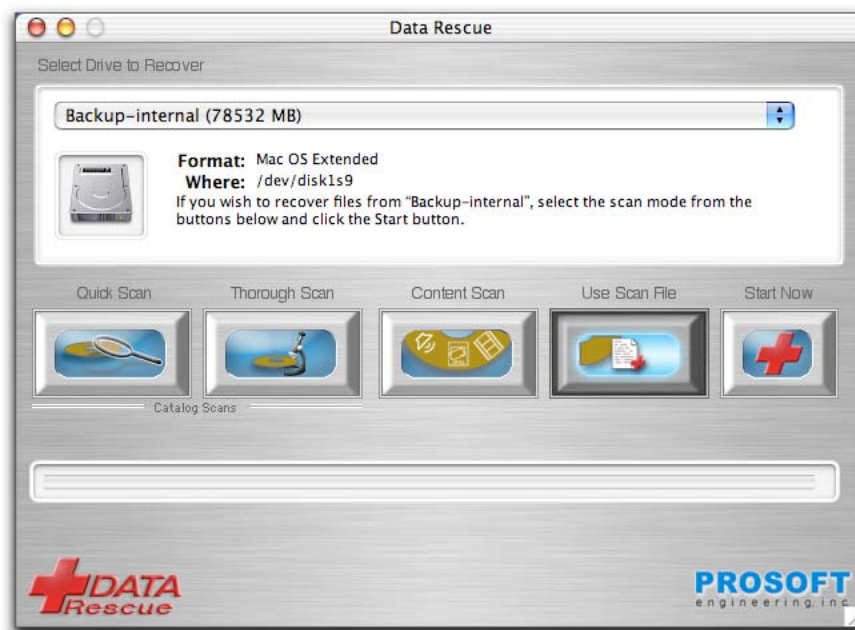 Data Rescue
Select Drive to Recover
Backup-internal (78532 MB)
Format: Mac OS Extended
Where: /dev/disk1s9
If you wish to recover files from “Backup-internal”, select the scan mode from the
buttons below and click the Start button.
Quick Scan Thorough Scan Content Scan Use Scan File Start Now
Catalog Scans
DATA PROSOFT
Rescue engineering, inc